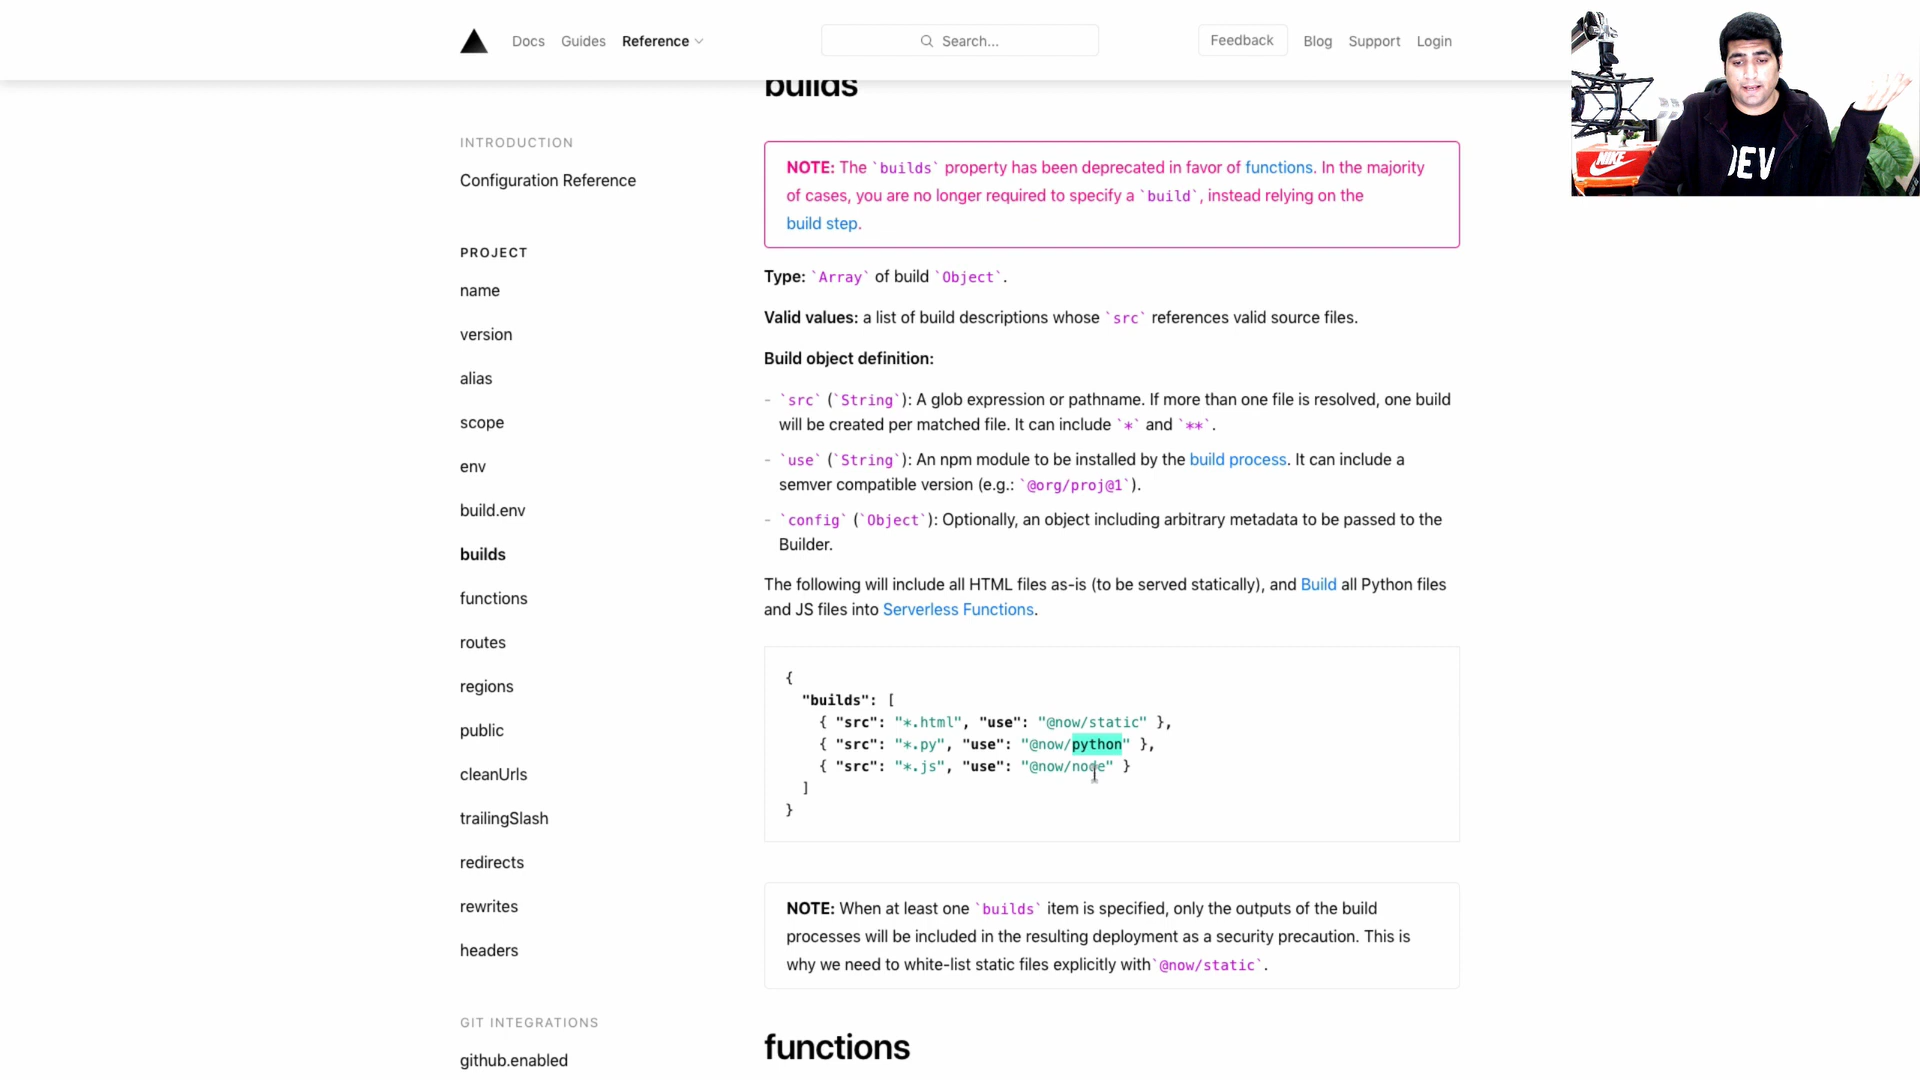 Docs Guides Reference
Search...
Feedback Blog Support Login
NIKE
DEV
INTRODUCTION
Configuration Reference
PROJECT
name
version
alias
scope
env
build.env
builds
functions
routes
regions
public
cleanUrls
trailingSlash
redirects
rewrites
headers
GIT INTEGRATIONS
github.enabled
builds
NOTE: The `builds` property has been deprecated in favor of functions. In the majority
of cases, you are no longer required to specify a `build`, instead relying on the
build step.
Type: `Array` of build `Object`.
Valid values: a list of build descriptions whose `src` references valid source files.
Build object definition:
- `src` (`String`): A glob expression or pathname. If more than one file is resolved, one build
will be created per matched file. It can include `*` and `**`.
- `use` (`String`): An npm module to be installed by the build process. It can include a
semver compatible version (e.g.: `@org/proj@1`).
- `config` (`Object`): Optionally, an object including arbitrary metadata to be passed to the
Builder.
The following will include all HTML files as-is (to be served statically), and Build all Python files
and JS files into Serverless Functions.
{
"builds": [
{ "src": "*.html", "use": "@now/static" },
{ "src": "*.py", "use": "@now/python" },
{ "src": "*.js", "use": "@now/node" }
]
}
NOTE: When at least one `builds` item is specified, only the outputs of the build
processes will be included in the resulting deployment as a security precaution. This is
why we need to white-list static files explicitly with`@now/static`.
functions